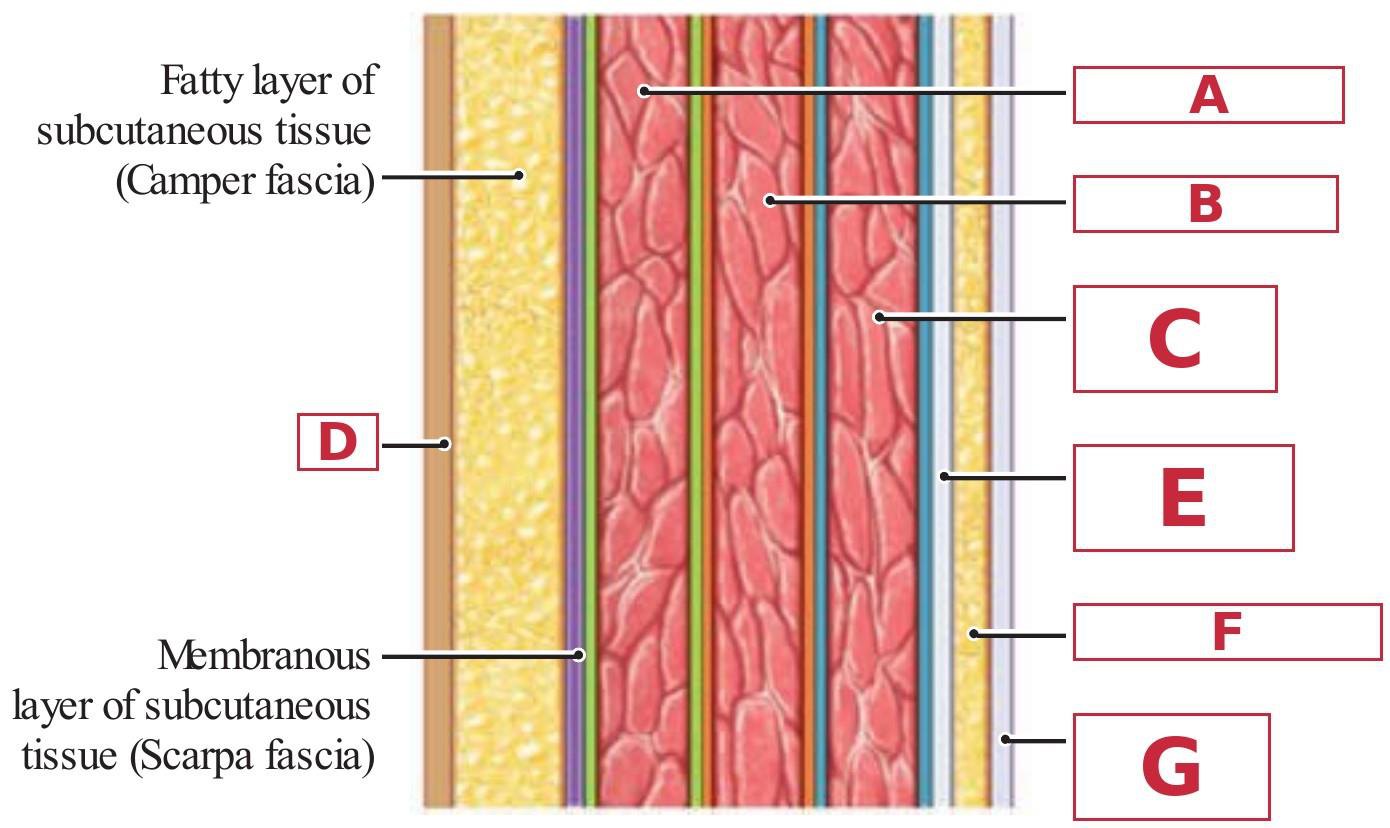 Fatty layer of
subcutaneous tissue
(Camper fascia)
D
Membranous
layer of subcutaneous
tissue (Scarpa fascia)
A
B
C
E
F
G